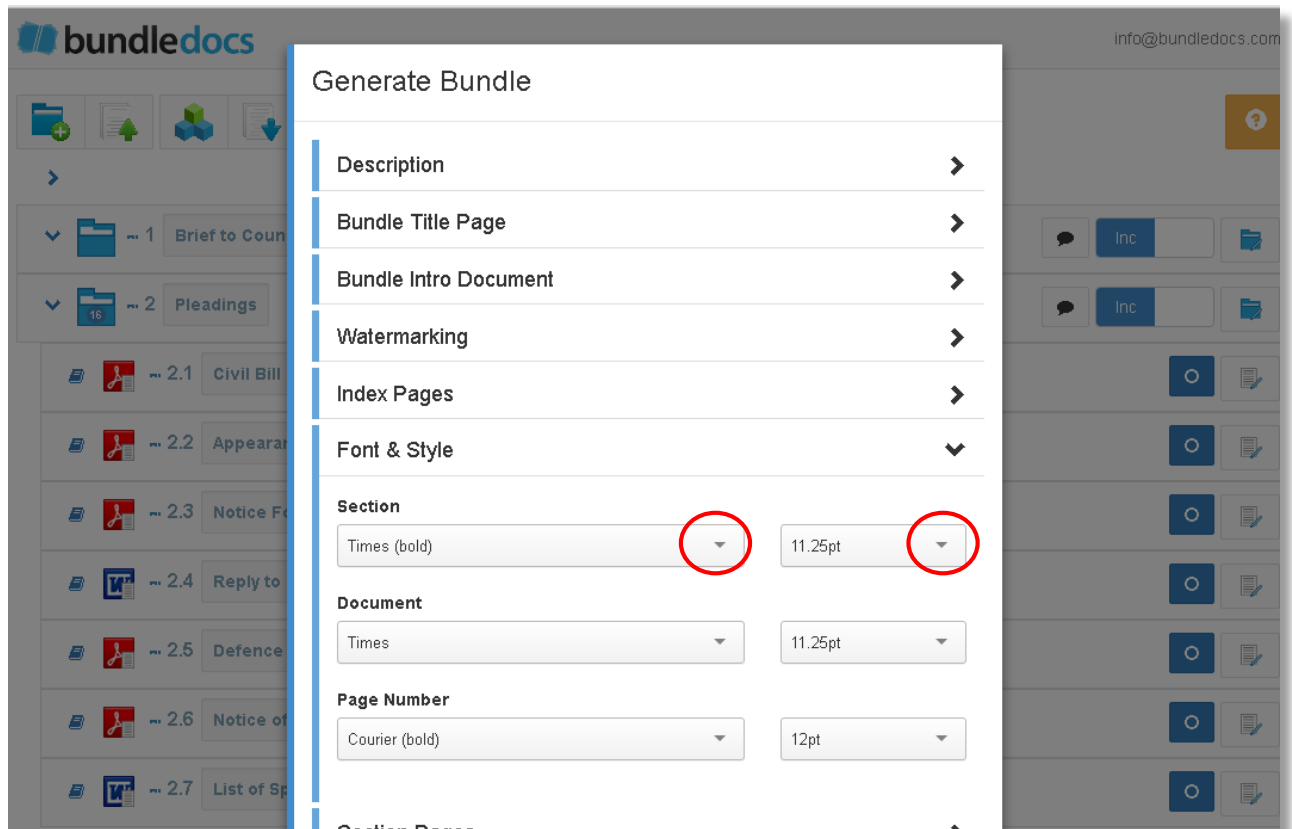 bundledocs
info@bundledocs.com
Generate Bundle
Description
Bundle Title Page
1 Brief to Coun
Inc
Bundle Intro Document
16
2 Pleadings
Inc
Watermarking
2.1 Civil Bill
Index Pages
2.2 Appearan
Font & Style
Section
2.3 Notice Fo
Times (bold)
11.25pt
2.4 Reply to
Document
2.5 Defence
Times
11.25pt
Page Number
2.6 Notice of
Courier (bold)
12pt
2.7 List of Sp
Section Pages